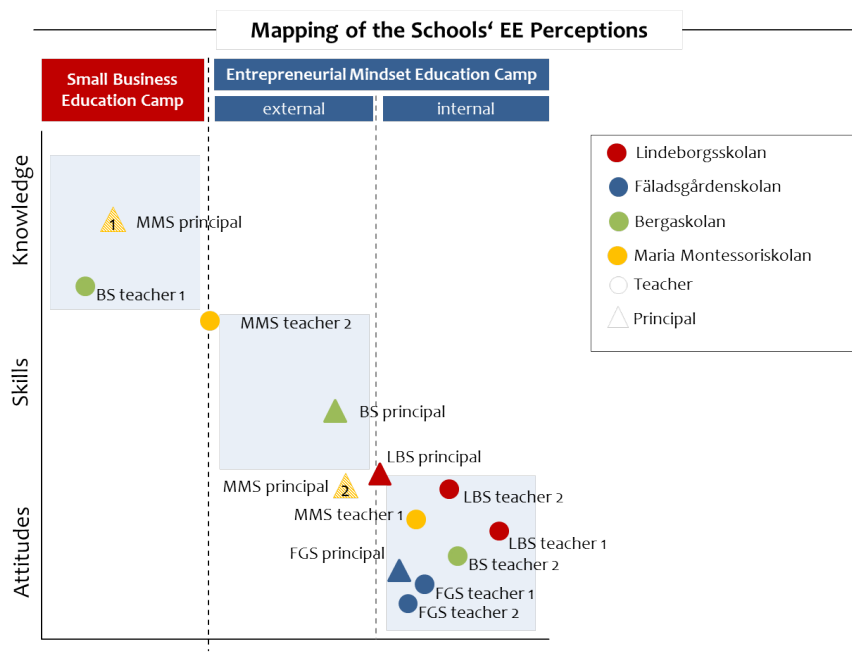 Mapping of the Schools‘ EE Perceptions
Small Business
Education Camp
Entrepreneurial Mindset Education Camp
external
internal
Knowledge
Skills
Attitudes
1
MMS principal
BS teacher 1
MMS teacher 2
BS principal
LBS principal
MMS principal
2
LBS teacher 2
MMS teacher 1
LBS teacher 1
FGS principal
BS teacher 2
FGS teacher 1
FGS teacher 2
Lindeborgsskolan
Fäladsgårdenskolan
Bergaskolan
Maria Montessoriskolan
Teacher
Principal